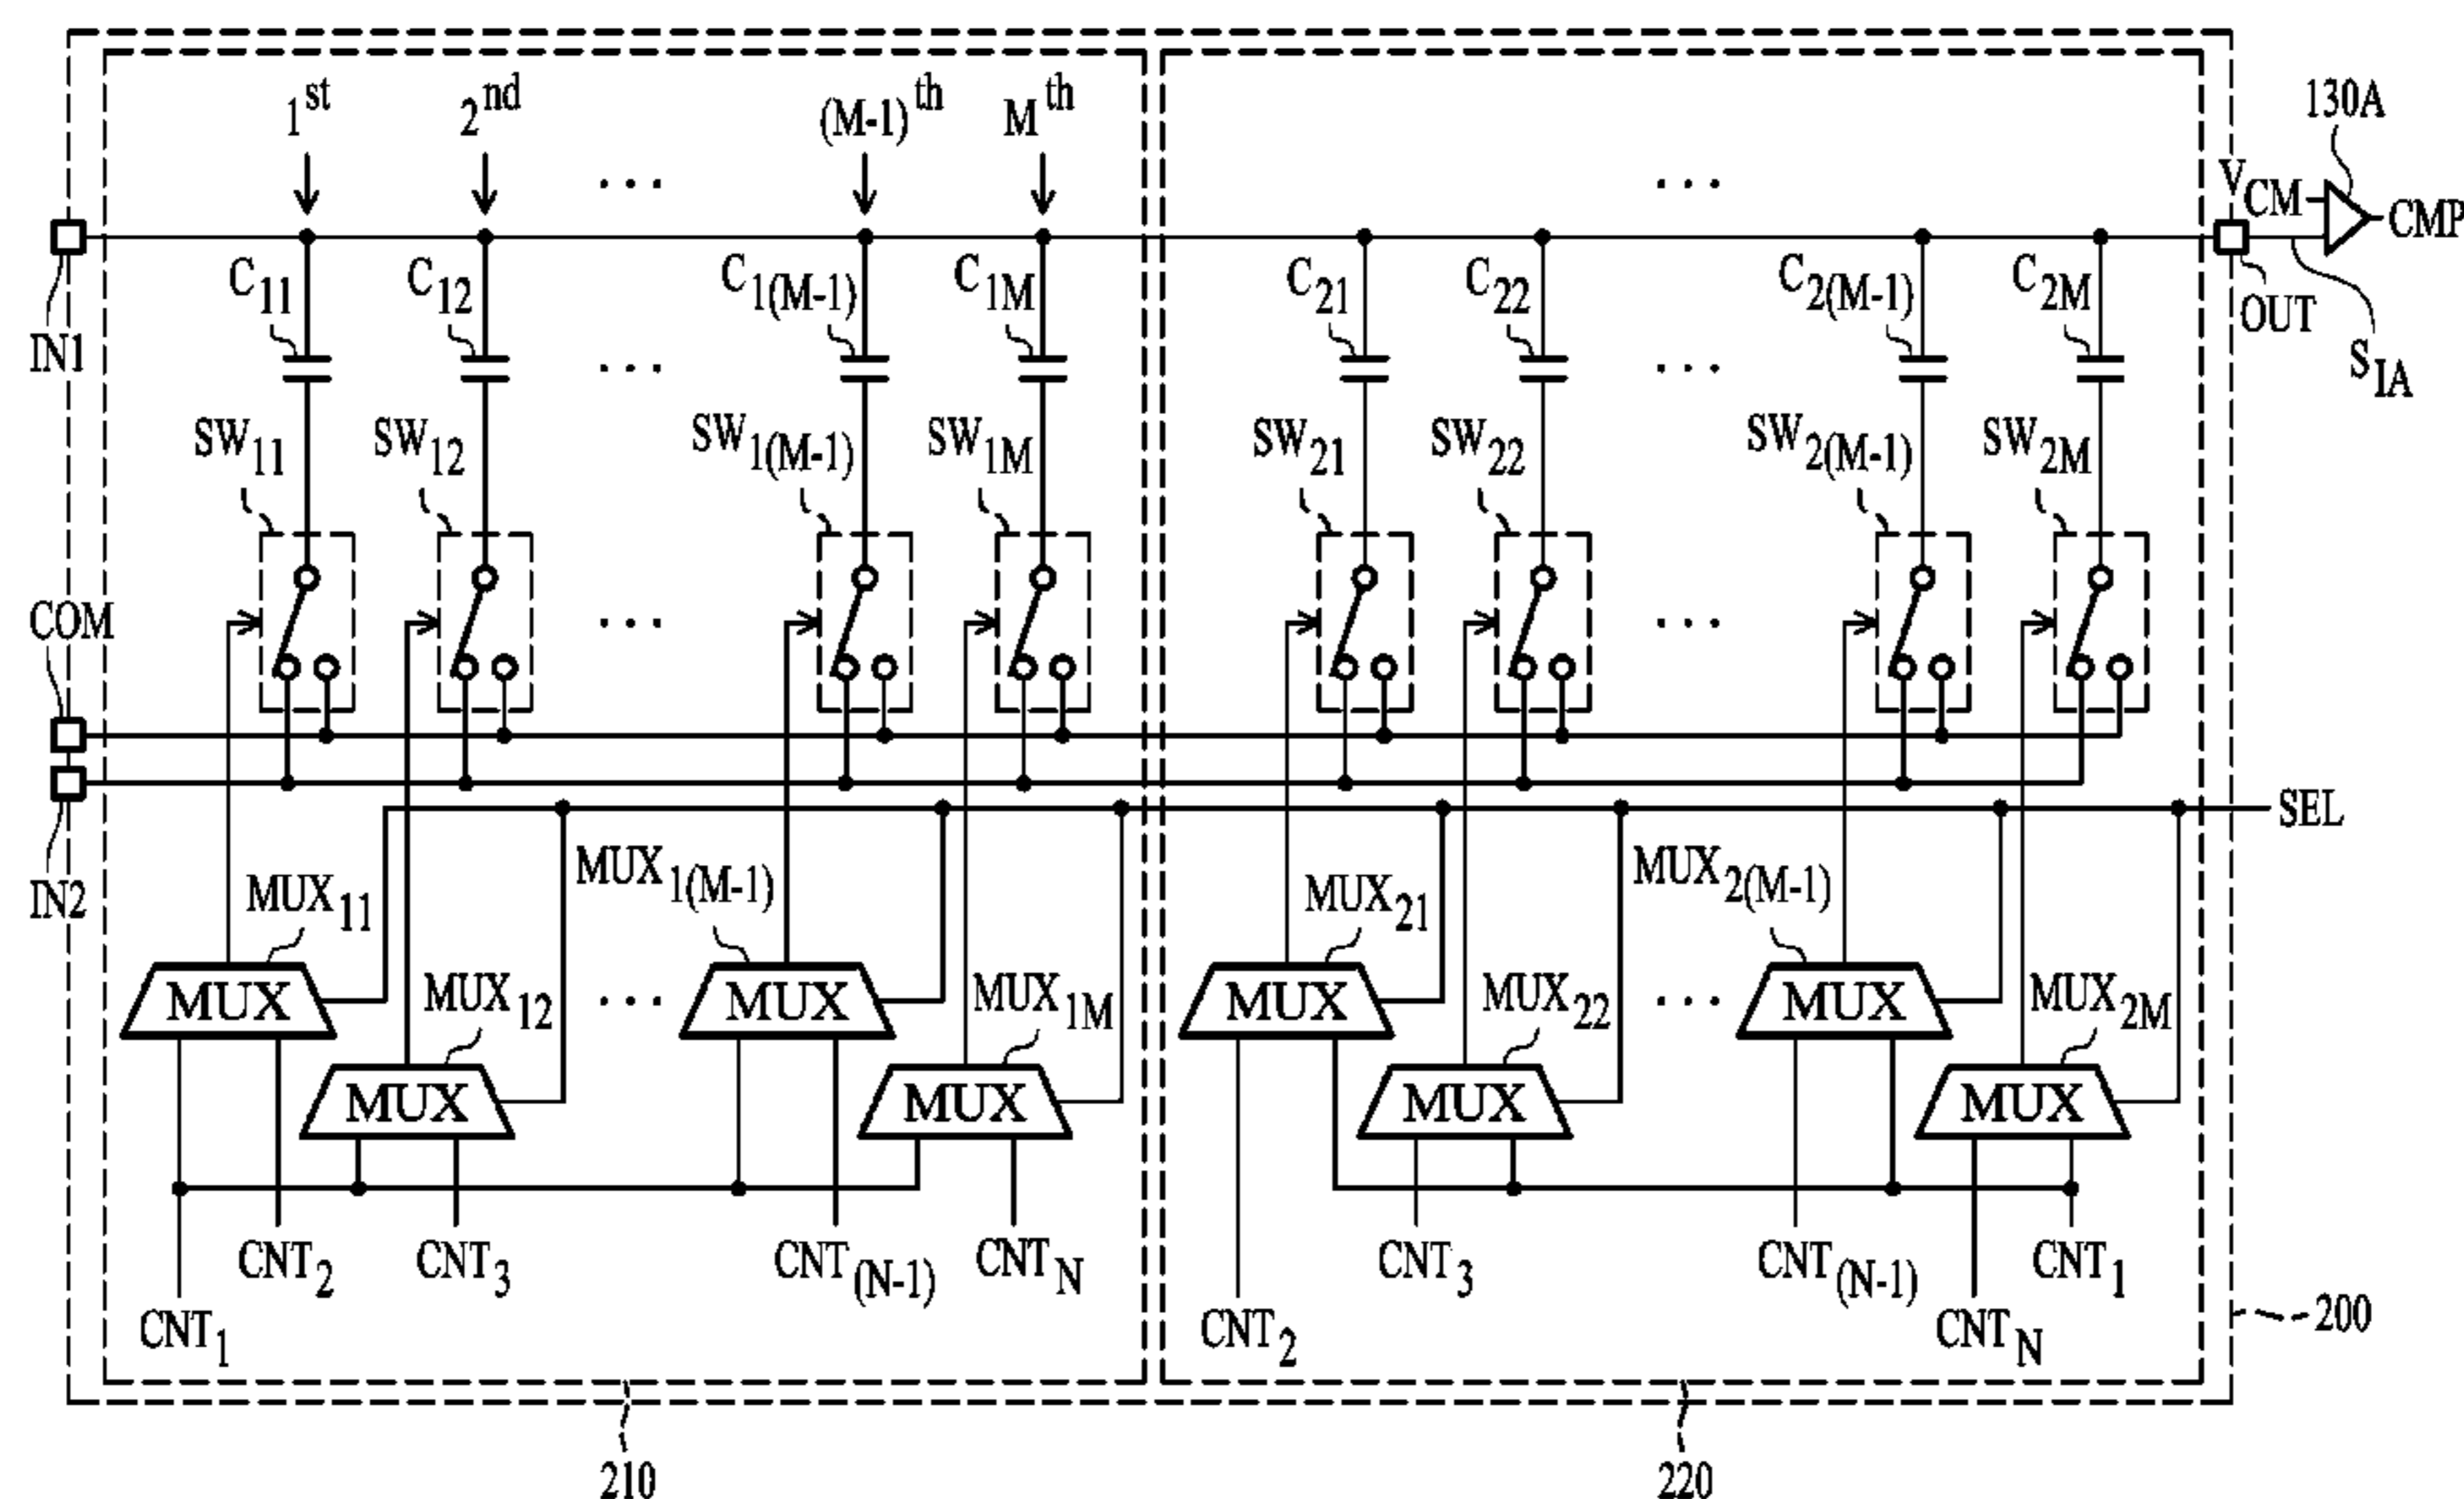 1st 2nd ... (M-1)th Mth ...
130A
VCM
CMP
C11 C12 C1(M-1) C1M C21 C22 C2(M-1) C2M
IN1
OUT
... ...
SIA
SW11 SW12 SW1(M-1) SW1M SW21 SW22 SW2(M-1) SW2M
COM
... ...
SEL
IN2
MUX11 MUX1(M-1) MUX21 MUX2(M-1)
MUX MUX12 ... MUX MUX1M MUX MUX22 ... MUX MUX2M
MUX MUX MUX MUX
CNT2 CNT3 CNT(N-1) CNTN CNT3 CNT(N-1) CNT1
CNT1 CNT2 CNTN
200
210 220